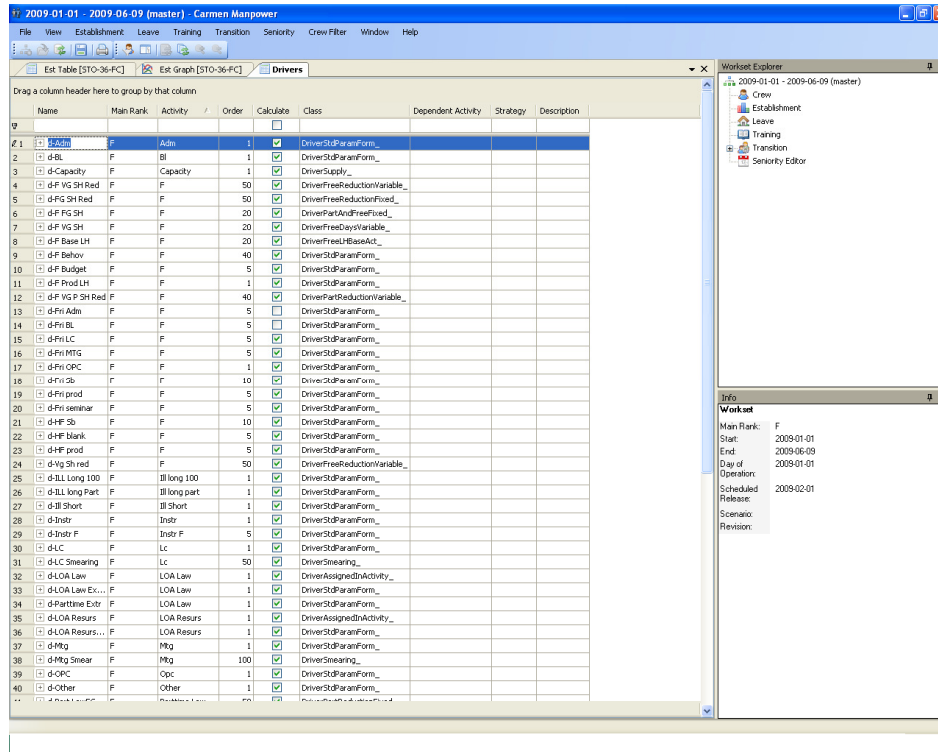 2009-01-01 - 2009-06-09 (master) - Carmen Manpower
File View Establishment Leave Training Transition Seniority Crew Filter Window Help
Est Table [STO-36-FC] Est Graph [STO-36-FC] Drivers
Drag a column header here to group by that column
Name Main Rank Activity Order Calculate Class Dependent Activity Strategy Description
1 d-Adm F Adm 1 DriverStdParamForm_
2 d-BL F Bl 1 DriverStdParamForm_
3 d-Capacity F Capacity 1 DriverSupply_
4 d-F VG SH Red F F 50 DriverFreeReductionVariable_
5 d-FG SH Red F F 50 DriverFreeReductionFixed_
6 d-F FG SH F F 20 DriverPartAndFreeFixed_
7 d-F VG SH F F 20 DriverFreeDaysVariable_
8 d-F Base LH F F 20 DriverFreeLHBaseAct_
9 d-F Behov F F 40 DriverStdParamForm_
10 d-F Budget F F 5 DriverStdParamForm_
11 d-F Prod LH F F 1 DriverStdParamForm_
12 d-F VG P SH Red F F 40 DriverPartReductionVariable_
13 d-Fri Adm F F 5 DriverStdParamForm_
14 d-Fri BL F F 5 DriverStdParamForm_
15 d-Fri LC F F 5 DriverStdParamForm_
16 d-Fri MTG F F 5 DriverStdParamForm_
17 d-Fri OPC F F 1 DriverStdParamForm_
18 d-Fri Sb F F 10 DriverStdParamForm_
19 d-Fri prod F F 5 DriverStdParamForm_
20 d-Fri seminar F F 5 DriverStdParamForm_
21 d-HF Sb F F 10 DriverStdParamForm_
22 d-HF blank F F 5 DriverStdParamForm_
23 d-HF prod F F 5 DriverStdParamForm_
24 d-Vg Sh red F F 50 DriverFreeReductionVariable_
25 d-ILL Long 100 F Ill long 100 1 DriverStdParamForm_
26 d-ILL long Part F Ill long part 1 DriverStdParamForm_
27 d-Ill Short F Ill Short 1 DriverStdParamForm_
28 d-Instr F Instr 1 DriverStdParamForm_
29 d-Instr F F Instr F 5 DriverStdParamForm_
30 d-LC F Lc 1 DriverStdParamForm_
31 d-LC Smearing F Lc 50 DriverSmearing_
32 d-LOA Law F LOA Law 1 DriverAssignedInActivity_
33 d-LOA Law Ex... F LOA Law 1 DriverStdParamForm_
34 d-Parttime Extr F LOA Law 1 DriverStdParamForm_
35 d-LOA Resurs F LOA Resurs 1 DriverAssignedInActivity_
36 d-LOA Resurs... F LOA Resurs 1 DriverStdParamForm_
37 d-Mtg F Mtg 1 DriverStdParamForm_
38 d-Mtg Smear F Mtg 100 DriverSmearing_
39 d-OPC F Opc 1 DriverStdParamForm_
40 d-Other F Other 1 DriverStdParamForm_
Workset Explorer
2009-01-01 - 2009-06-09 (master)
Crew
Establishment
Leave
Training
Transition
Seniority Editor
Info
Workset
Main Rank: F
Start: 2009-01-01
End: 2009-06-09
Day of Operation: 2009-01-01
Scheduled Release: 2009-02-01
Scenario:
Revision: